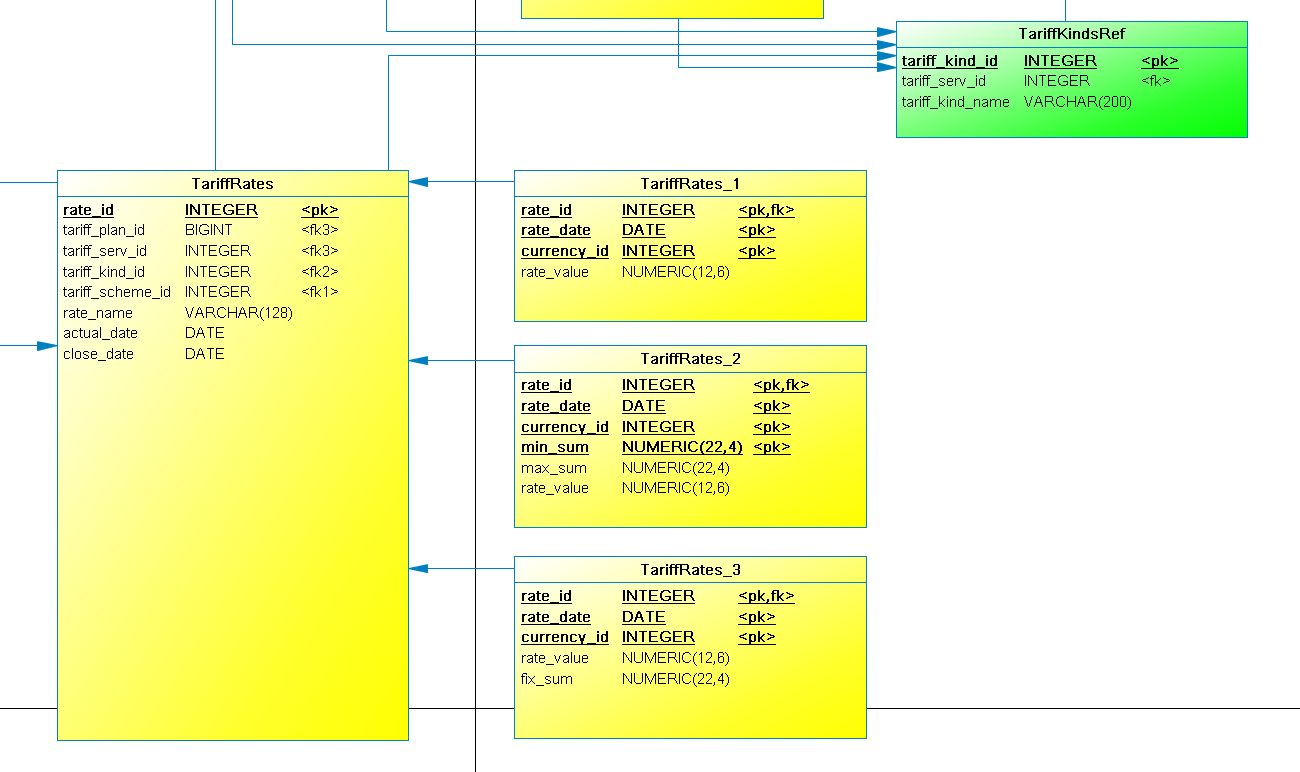 TariffKindsRef
tariff_kind_id INTEGER <pk>
tariff_serv_id INTEGER <fk>
tariff_kind_name VARCHAR(200)
TariffRates
rate_id INTEGER <pk>
tariff_plan_id BIGINT <fk3>
tariff_serv_id INTEGER <fk3>
tariff_kind_id INTEGER <fk2>
tariff_scheme_id INTEGER <fk1>
rate_name VARCHAR(128)
actual_date DATE
close_date DATE
TariffRates_1
rate_id INTEGER <pk,fk>
rate_date DATE <pk>
currency_id INTEGER <pk>
rate_value NUMERIC(12,6)
TariffRates_2
rate_id INTEGER <pk,fk>
rate_date DATE <pk>
currency_id INTEGER <pk>
min_sum NUMERIC(22,4) <pk>
max_sum NUMERIC(22,4)
rate_value NUMERIC(12,6)
TariffRates_3
rate_id INTEGER <pk,fk>
rate_date DATE <pk>
currency_id INTEGER <pk>
rate_value NUMERIC(12,6)
fix_sum NUMERIC(22,4)